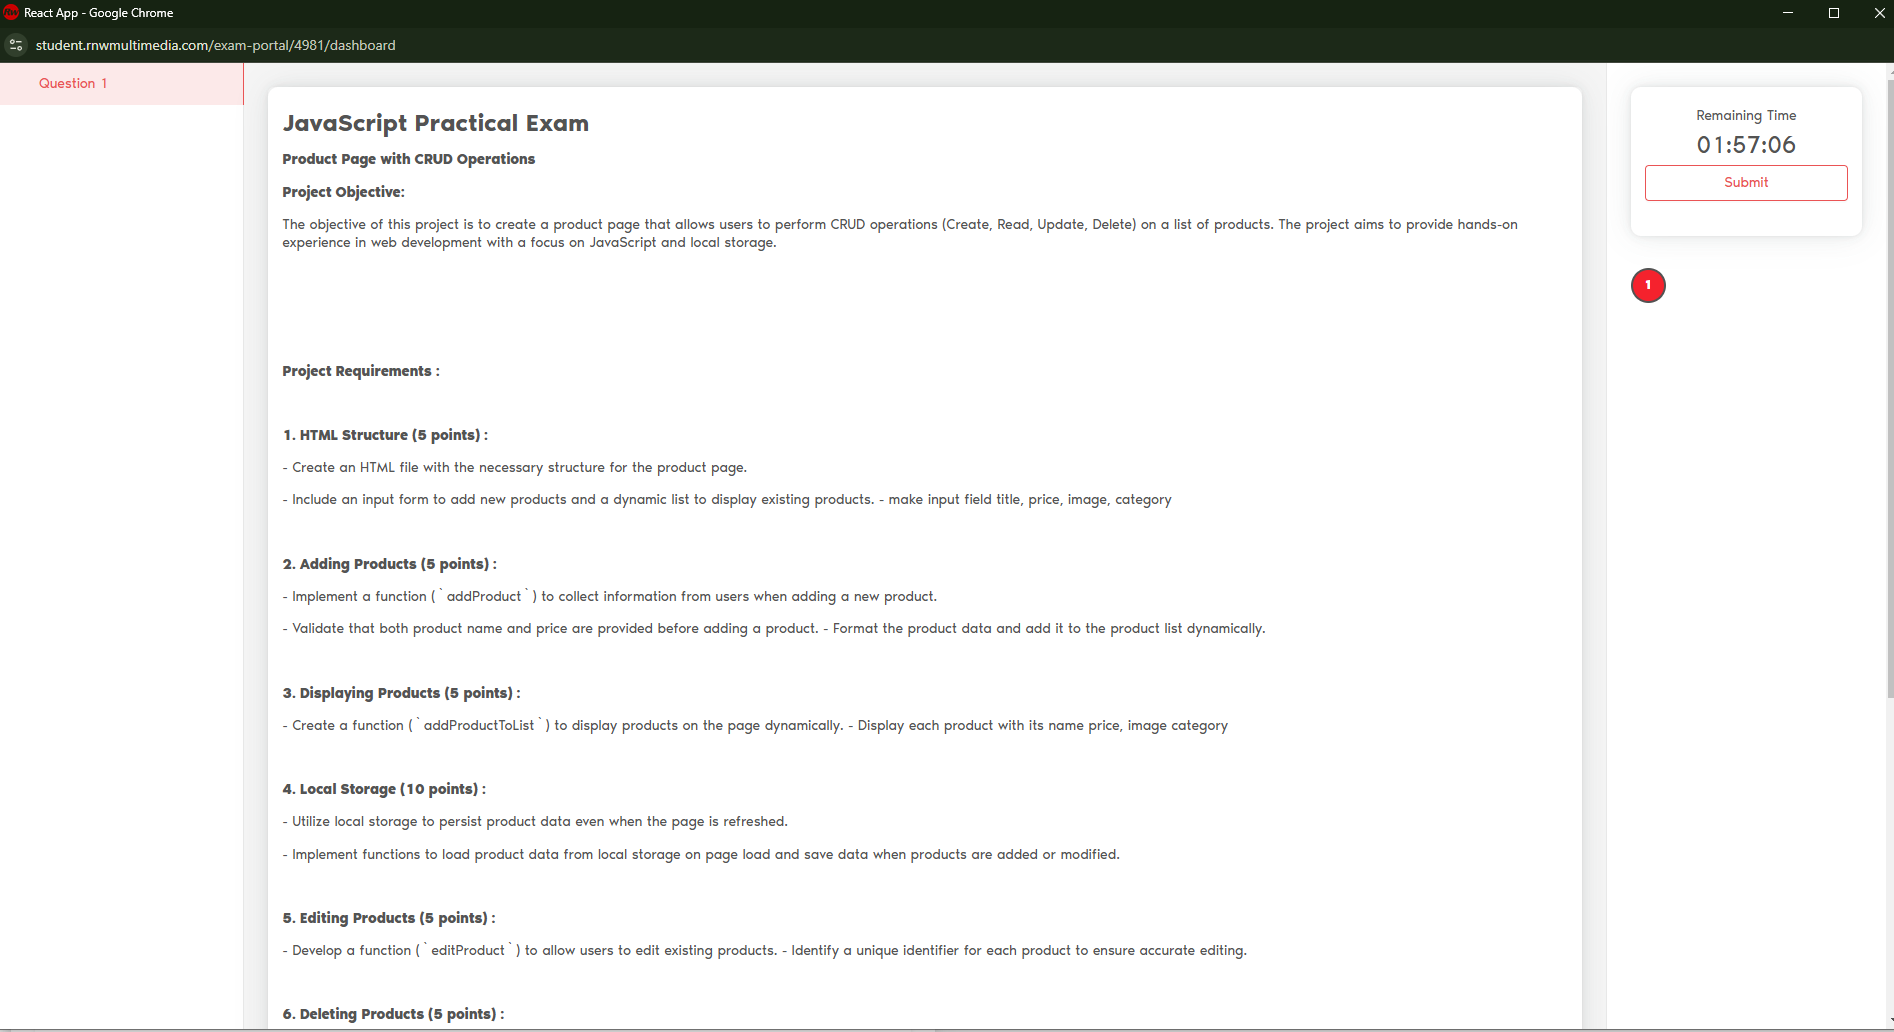 React App - Google Chrome
student.rnwmultimedia.com/exam-portal/4981/dashboard
Question 1
JavaScript Practical Exam
Product Page with CRUD Operations
Project Objective:
The objective of this project is to create a product page that allows users to perform CRUD operations (Create, Read, Update, Delete) on a list of products. The project aims to provide hands-on
experience in web development with a focus on JavaScript and local storage.
Project Requirements :
1. HTML Structure (5 points) :
- Create an HTML file with the necessary structure for the product page.
- Include an input form to add new products and a dynamic list to display existing products. - make input field title, price, image, category
2. Adding Products (5 points) :
- Implement a function (`addProduct`) to collect information from users when adding a new product.
- Validate that both product name and price are provided before adding a product. - Format the product data and add it to the product list dynamically.
3. Displaying Products (5 points) :
- Create a function (`addProductToList`) to display products on the page dynamically. - Display each product with its name price, image category
4. Local Storage (10 points) :
- Utilize local storage to persist product data even when the page is refreshed.
- Implement functions to load product data from local storage on page load and save data when products are added or modified.
5. Editing Products (5 points) :
- Develop a function (`editProduct`) to allow users to edit existing products. - Identify a unique identifier for each product to ensure accurate editing.
6. Deleting Products (5 points) :
Remaining Time
01:57:06
Submit
1